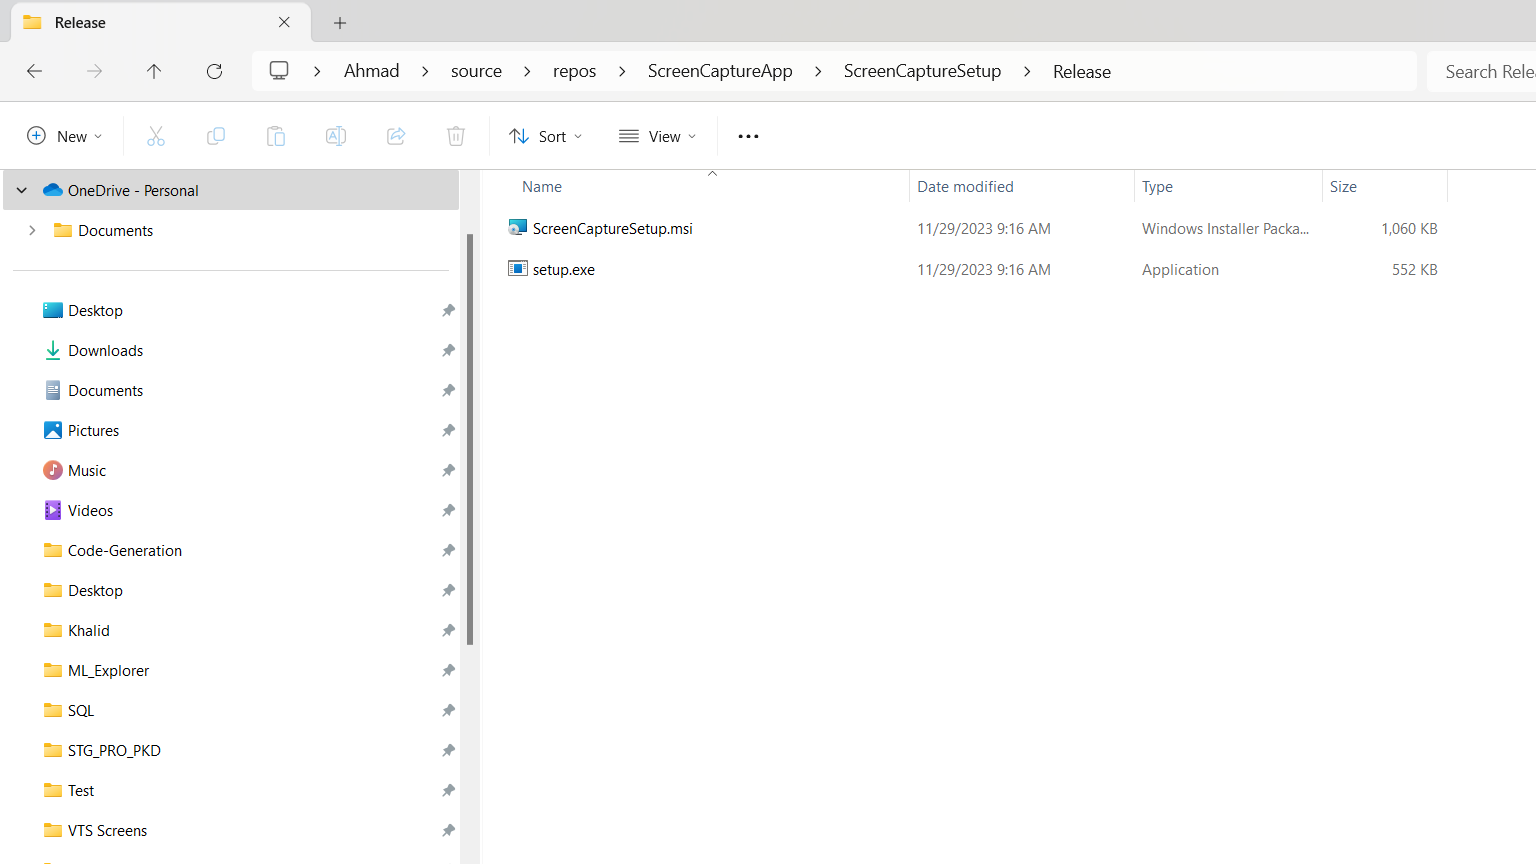 Release
Ahmad > source > repos > ScreenCaptureApp > ScreenCaptureSetup > Release
Search Rele
New
Sort
View
OneDrive - Personal
Documents
Desktop
Downloads
Documents
Pictures
Music
Videos
Code-Generation
Desktop
Khalid
ML_Explorer
SQL
STG_PRO_PKD
Test
VTS Screens
Name Date modified Type Size
ScreenCaptureSetup.msi 11/29/2023 9:16 AM Windows Installer Packa... 1,060 KB
setup.exe 11/29/2023 9:16 AM Application 552 KB